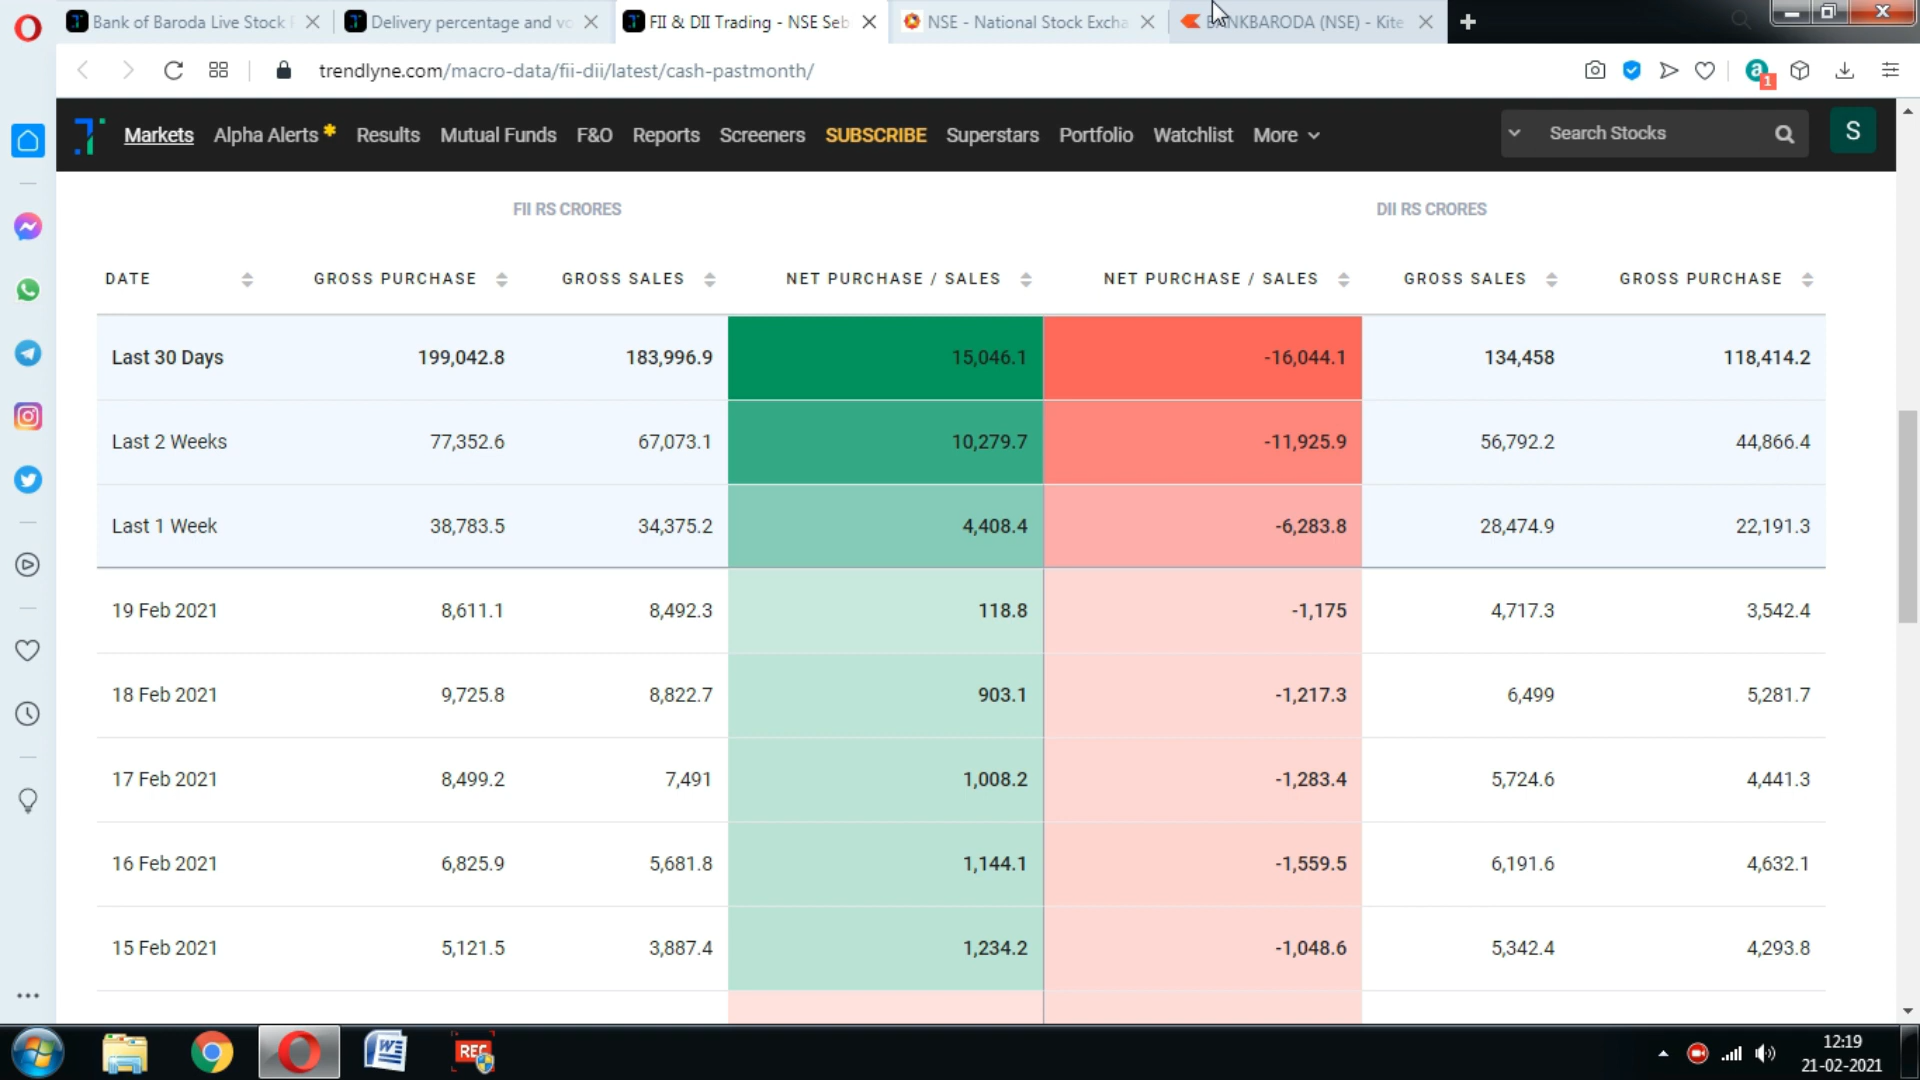 Bank of Baroda Live Stock
Delivery percentage and vo
FII & DII Trading - NSE Seb
NSE - National Stock Excha
BANKBARODA (NSE) - Kite
trendlyne.com/macro-data/fii-dii/latest/cash-pastmonth/
a 1
Markets Alpha Alerts * Results Mutual Funds F&O Reports Screeners SUBSCRIBE Superstars Portfolio Watchlist More Search Stocks S
FII RS CRORES DII RS CRORES
DATE GROSS PURCHASE GROSS SALES NET PURCHASE / SALES NET PURCHASE / SALES GROSS SALES GROSS PURCHASE
Last 30 Days 199,042.8 183,996.9 15,046.1 -16,044.1 134,458 118,414.2
Last 2 Weeks 77,352.6 67,073.1 10,279.7 -11,925.9 56,792.2 44,866.4
Last 1 Week 38,783.5 34,375.2 4,408.4 -6,283.8 28,474.9 22,191.3
19 Feb 2021 8,611.1 8,492.3 118.8 -1,175 4,717.3 3,542.4
18 Feb 2021 9,725.8 8,822.7 903.1 -1,217.3 6,499 5,281.7
17 Feb 2021 8,499.2 7,491 1,008.2 -1,283.4 5,724.6 4,441.3
16 Feb 2021 6,825.9 5,681.8 1,144.1 -1,559.5 6,191.6 4,632.1
15 Feb 2021 5,121.5 3,887.4 1,234.2 -1,048.6 5,342.4 4,293.8
W REC
12:19
21-02-2021